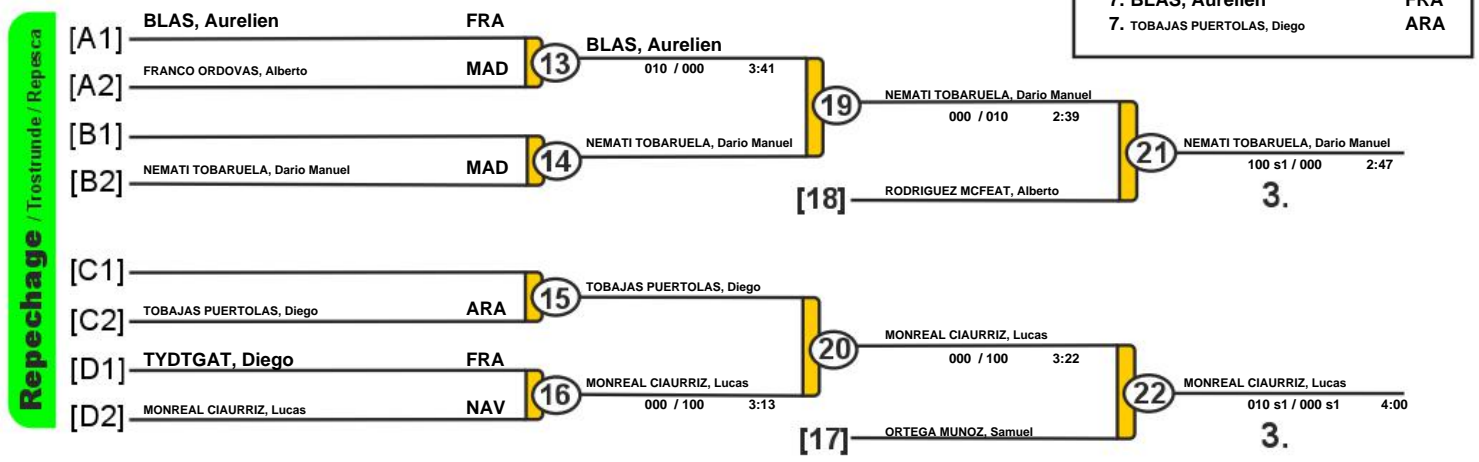 7. BLAS, Aurelien FRA
7. TOBAJAS PUERTOLAS, Diego ARA
Repechage / Trostrunde / Repesca
[A1] BLAS, Aurelien FRA
[A2] FRANCO ORDOVAS, Alberto MAD
13 BLAS, Aurelien
010 / 000 3:41
[B1]
[B2] NEMATI TOBARUELA, Dario Manuel MAD
14 NEMATI TOBARUELA, Dario Manuel
19 NEMATI TOBARUELA, Dario Manuel
000 / 010 2:39
[18] RODRIGUEZ MCFEAT, Alberto
21 NEMATI TOBARUELA, Dario Manuel
100 s1 / 000 2:47
3.
[C1]
[C2] TOBAJAS PUERTOLAS, Diego ARA
15 TOBAJAS PUERTOLAS, Diego
[D1] TYDTGAT, Diego FRA
[D2] MONREAL CIAURRIZ, Lucas NAV
16 MONREAL CIAURRIZ, Lucas
000 / 100 3:13
20 MONREAL CIAURRIZ, Lucas
000 / 100 3:22
[17] ORTEGA MUNOZ, Samuel
22 MONREAL CIAURRIZ, Lucas
010 s1 / 000 s1 4:00
3.